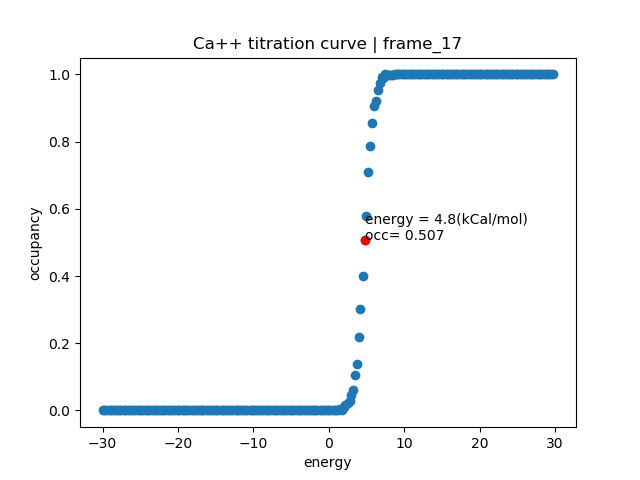 Ca++ titration curve | frame_17
1.0
0.8
0.6
0.4
0.2
0.0
occupancy
energy = 4.8(kCal/mol)
occ= 0.507
−30
−20
−10
0
10
20
30
energy